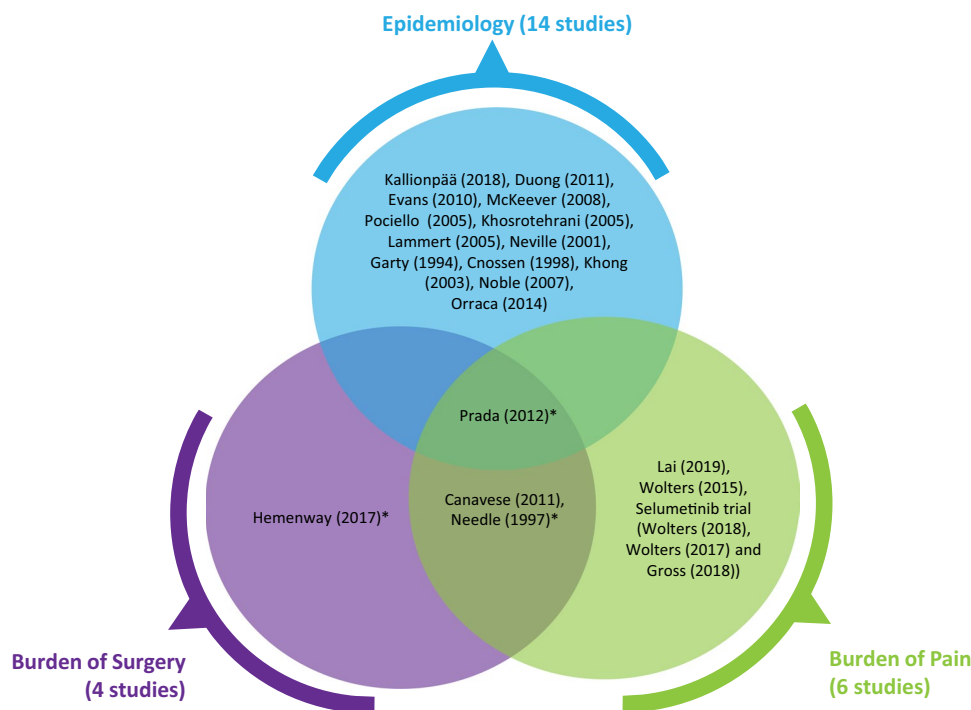 Epidemiology (14 studies)
Kallionpää (2018), Duong (2011),
Evans (2010), McKeever (2008),
Pociello (2005), Khosrotehrani (2005),
Lammert (2005), Neville (2001),
Garty (1994), Cnossen (1998), Khong
(2003), Noble (2007),
Orraca (2014)
Prada (2012)*
Hemenway (2017)*
Canavese (2011),
Needle (1997)*
Lai (2019),
Wolters (2015),
Selumetinib trial
(Wolters (2018),
Wolters (2017) and
Gross (2018))
Burden of Surgery
(4 studies)
Burden of Pain
(6 studies)